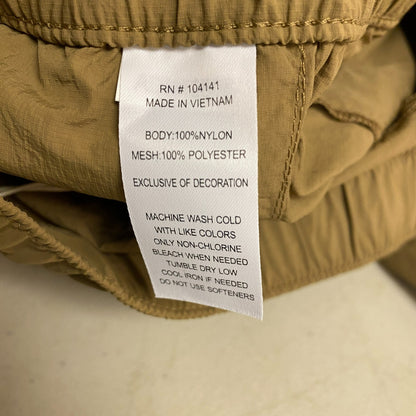 RN # 104141
MADE IN VIETNAM
BODY:100%NYLON
MESH:100% POLYESTER
EXCLUSIVE OF DECORATION
MACHINE WASH COLD
WITH LIKE COLORS
ONLY NON-CHLORINE
BLEACH WHEN NEEDED
TUMBLE DRY LOW
COOL IRON IF NEEDED
DO NOT USE SOFTENERS